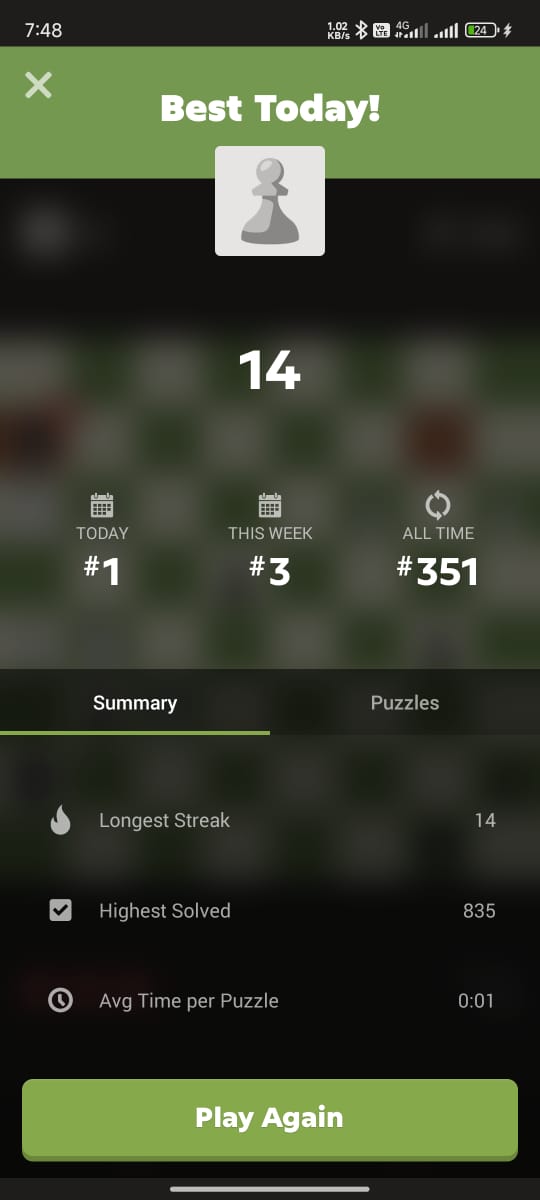 7:48
1.02
KB/s
Vo
LTE
4G
24
Best Today!
14
TODAY
THIS WEEK
ALL TIME
#1
#3
#351
Summary
Puzzles
Longest Streak
14
Highest Solved
835
Avg Time per Puzzle
0:01
Play Again